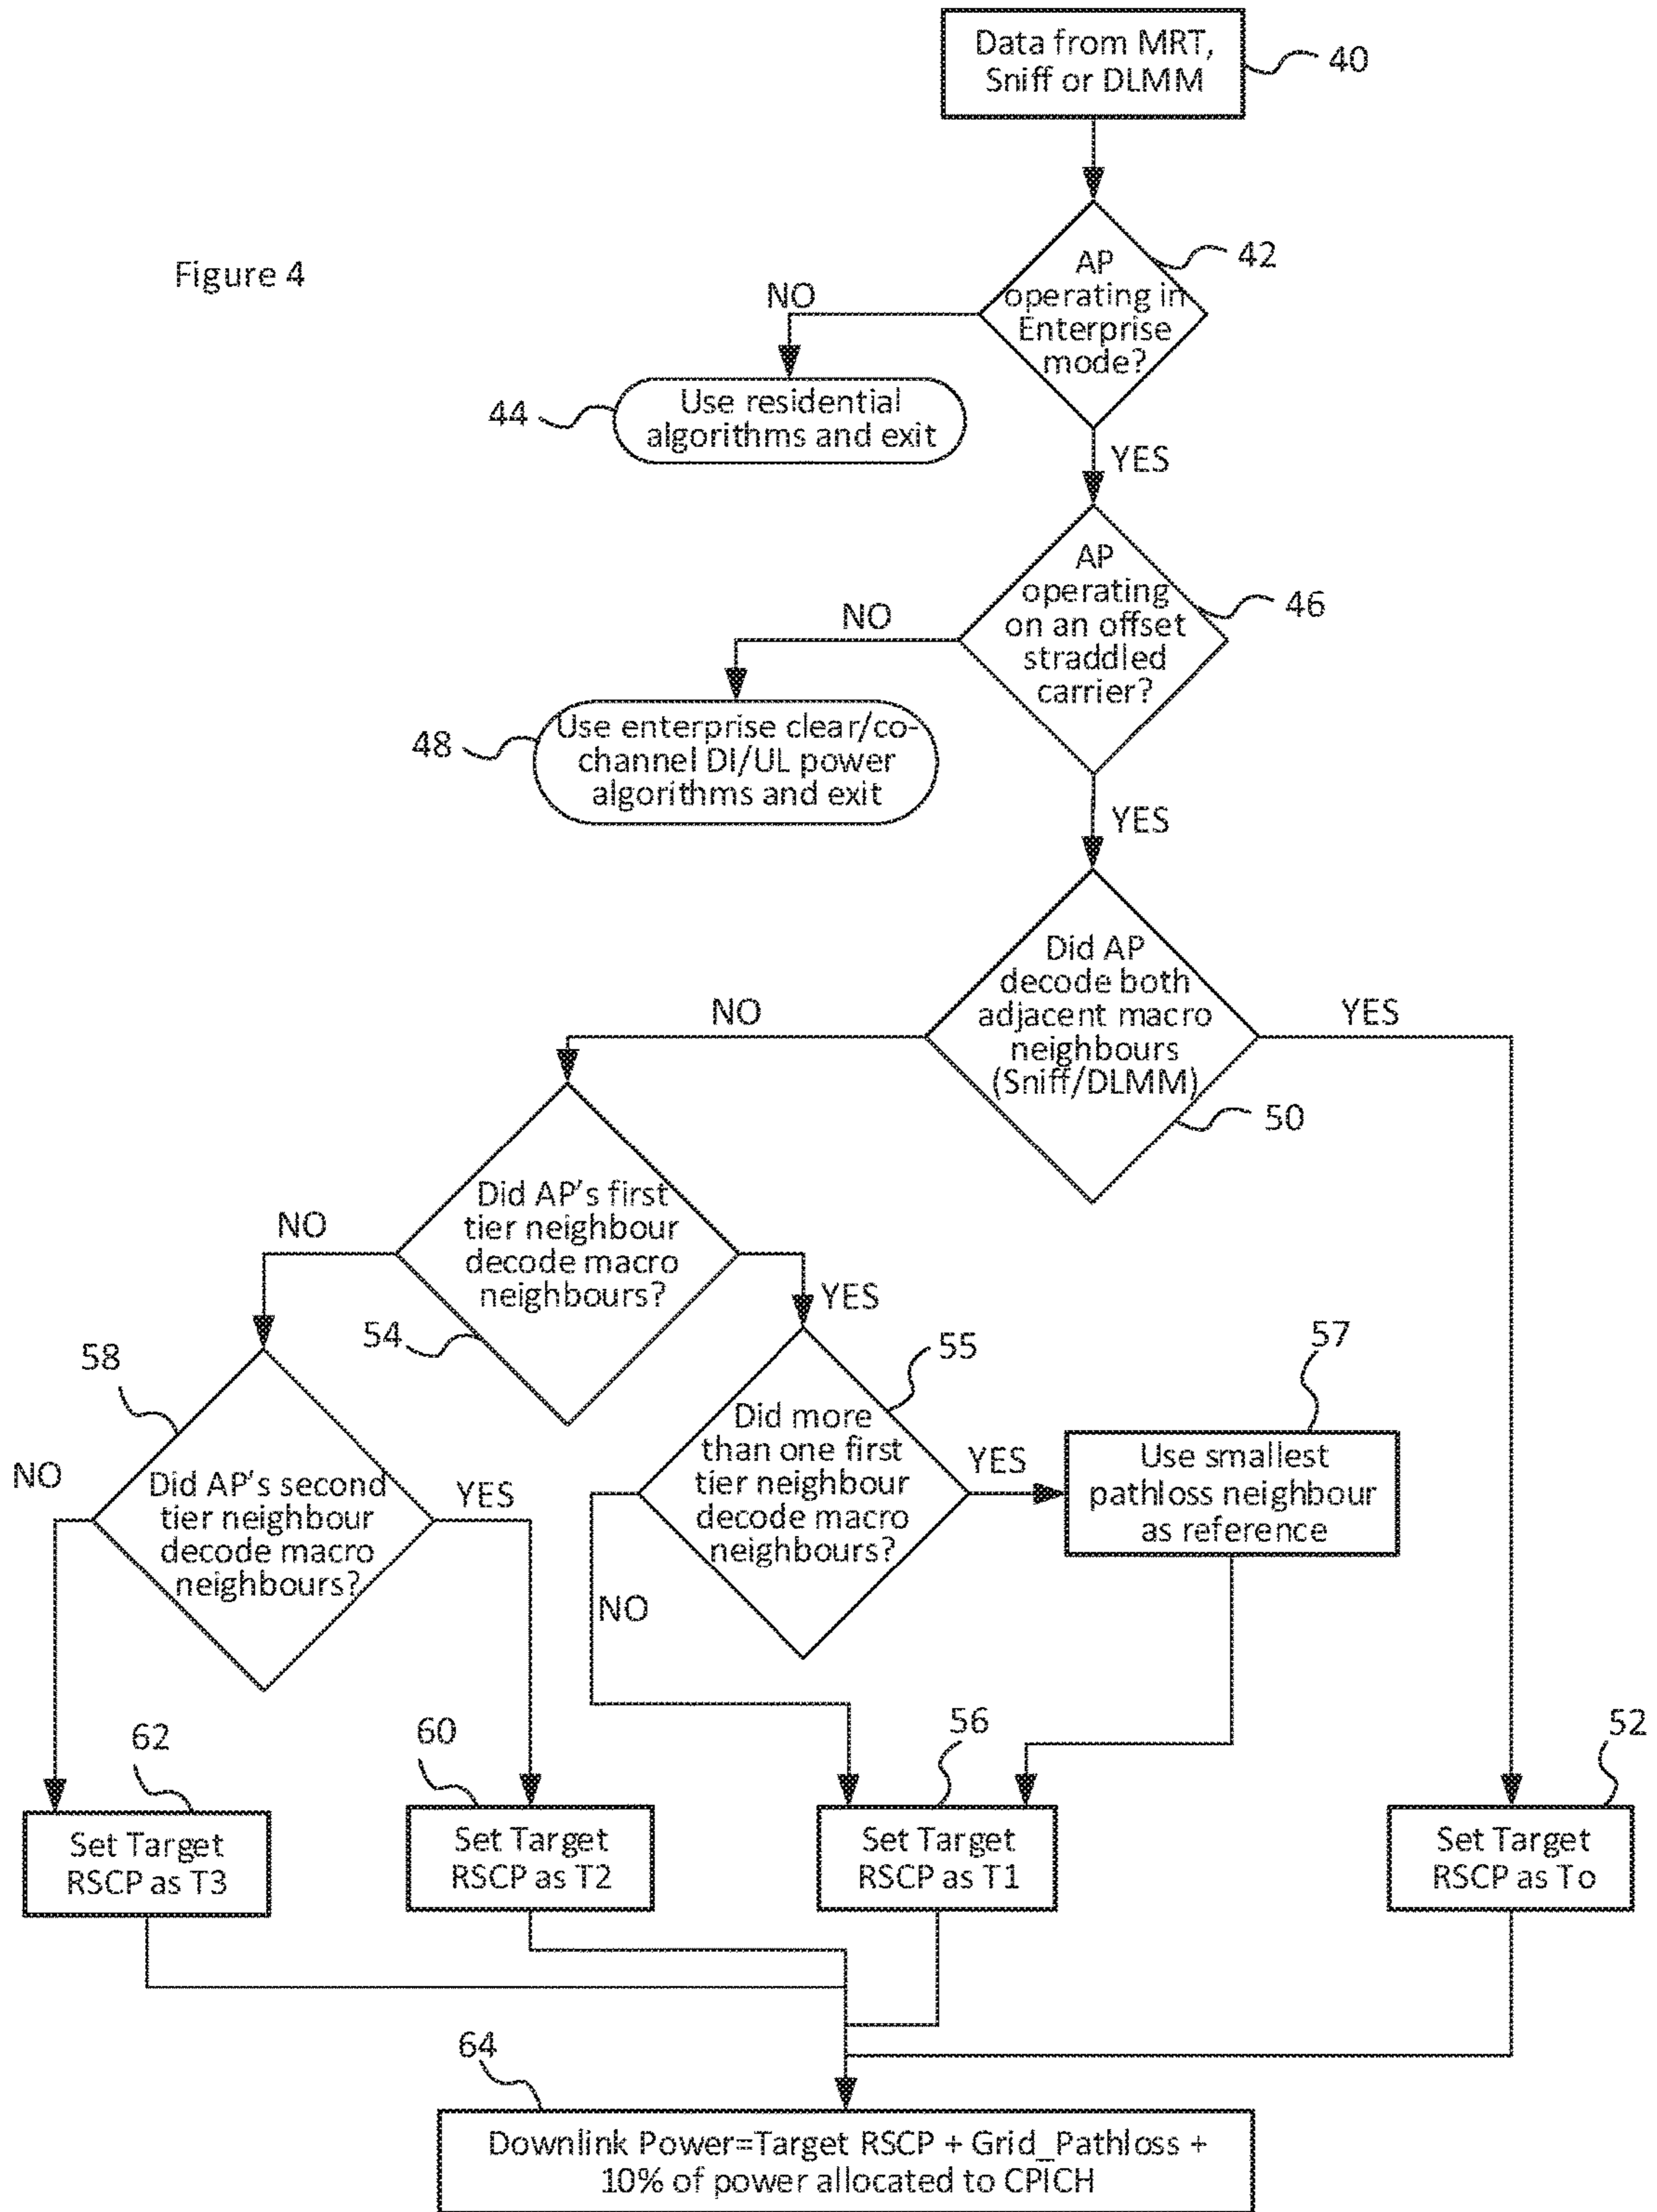 Data from MRT,
Sniff or DLMM
40
Figure 4
AP
operating in
Enterprise
mode?
42
NO
44
Use residential
algorithms and exit
YES
AP
operating
on an offset
straddled
carrier?
46
NO
48
Use enterprise clear/co-
channel DI/UL power
algorithms and exit
YES
Did AP
decode both
adjacent macro
neighbours
(Sniff/DLMM)
50
NO
YES
Did AP's first
tier neighbour
decode macro
neighbours?
54
NO
YES
58
Did AP's second
tier neighbour
decode macro
neighbours?
NO
YES
55
Did more
than one first
tier neighbour
decode macro
neighbours?
YES
NO
57
Use smallest
pathloss neighbour
as reference
62
Set Target
RSCP as T3
60
Set Target
RSCP as T2
56
Set Target
RSCP as T1
52
Set Target
RSCP as To
64
Downlink Power=Target RSCP + Grid_Pathloss +
10% of power allocated to CPICH